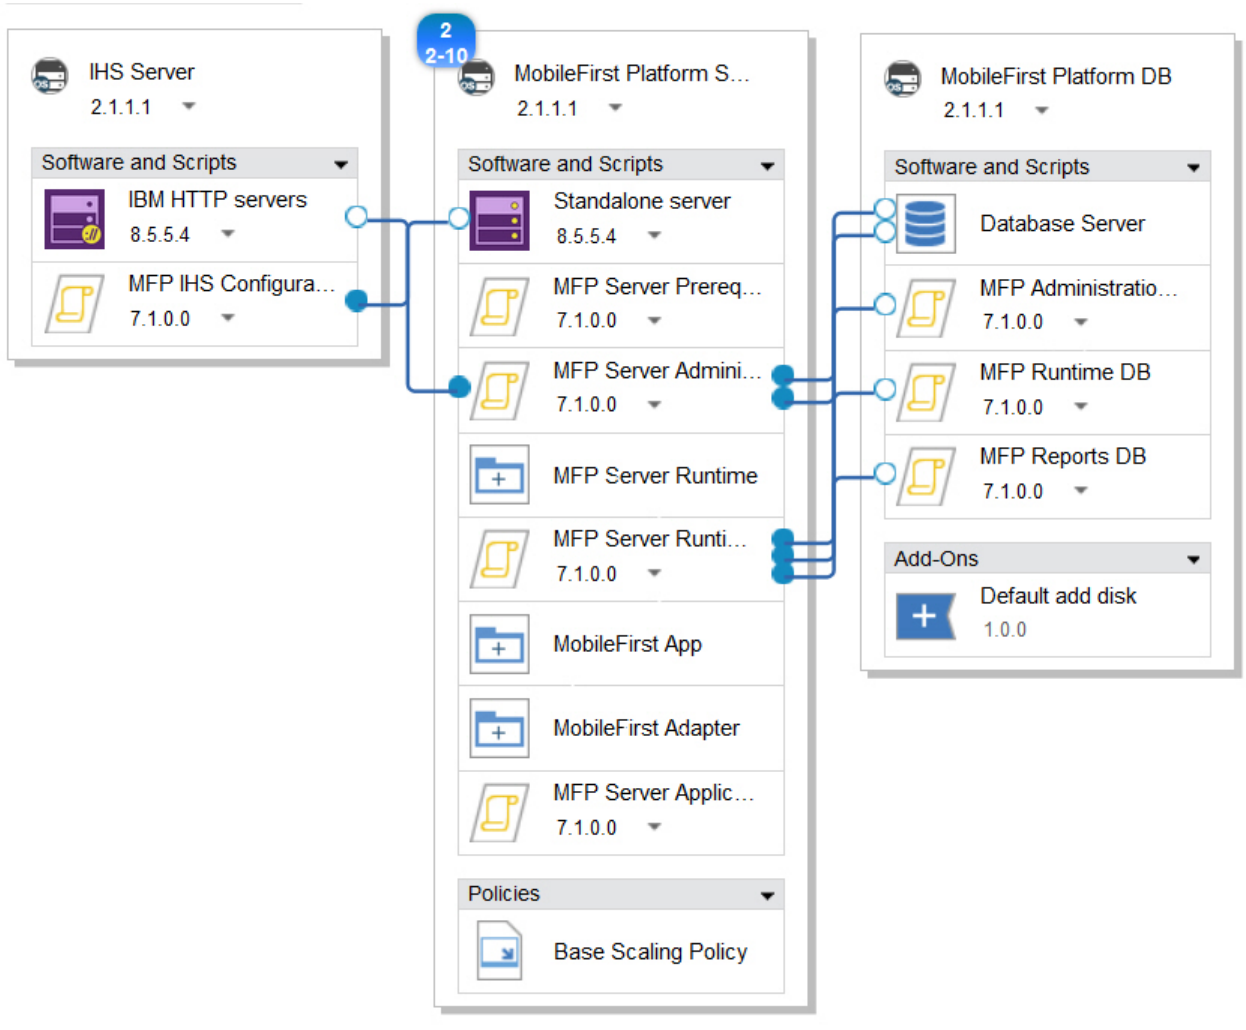 IHS Server
2.1.1.1
Software and Scripts
IBM HTTP servers
8.5.5.4
MFP IHS Configura...
7.1.0.0
2
2-10
MobileFirst Platform S...
2.1.1.1
Software and Scripts
Standalone server
8.5.5.4
MFP Server Prereq...
7.1.0.0
MFP Server Admini...
7.1.0.0
MFP Server Runtime
MFP Server Runti...
7.1.0.0
MobileFirst App
MobileFirst Adapter
MFP Server Applic...
7.1.0.0
Policies
Base Scaling Policy
MobileFirst Platform DB
2.1.1.1
Software and Scripts
Database Server
MFP Administratio...
7.1.0.0
MFP Runtime DB
7.1.0.0
MFP Reports DB
7.1.0.0
Add-Ons
Default add disk
1.0.0